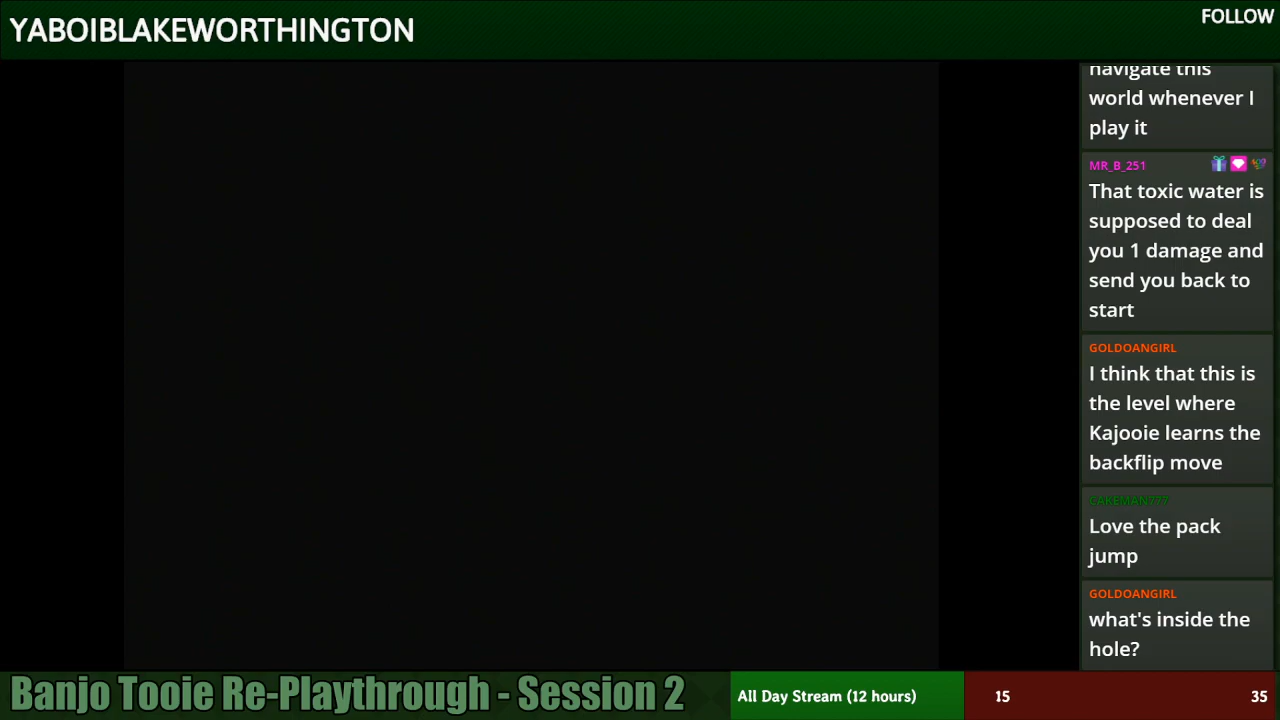 YABOIBLAKEWORTHINGTON
FOLLOW
navigate this
world whenever I
play it
MR_B_251
That toxic water is
supposed to deal
you 1 damage and
send you back to
start
GOLDOANGIRL
I think that this is
the level where
Kajooie learns the
backflip move
CAKEMAN777
Love the pack
jump
GOLDOANGIRL
what's inside the
hole?
Banjo Tooie Re-Playthrough - Session 2
All Day Stream (12 hours)
15
35